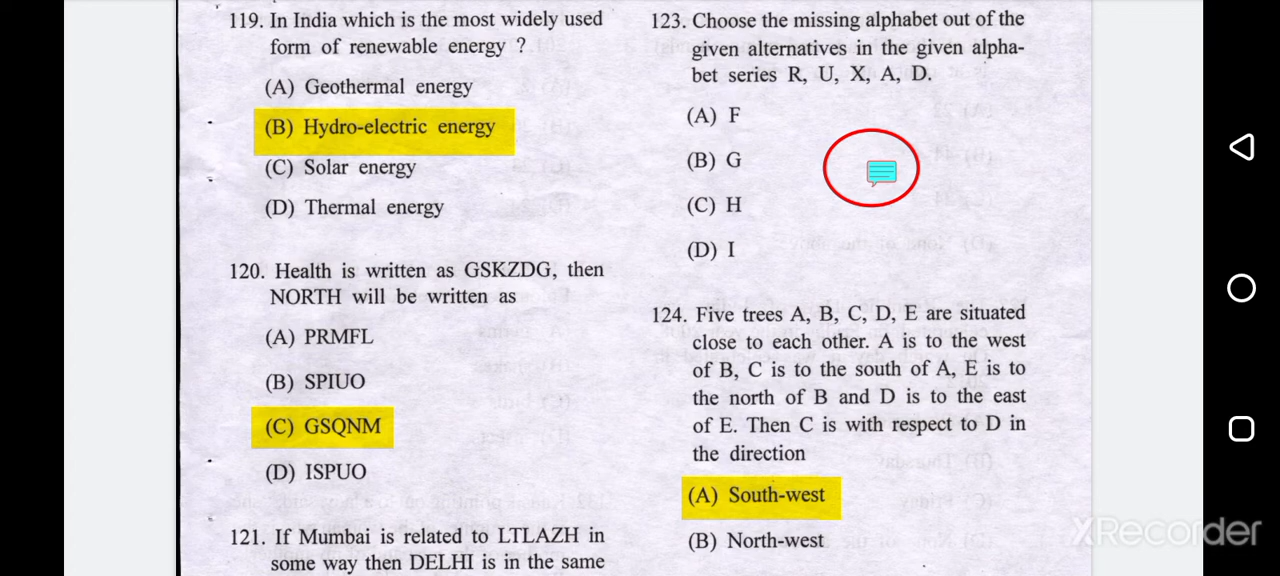 119. In India which is the most widely used
form of renewable energy ?
(A) Geothermal energy
(B) Hydro-electric energy
(C) Solar energy
(D) Thermal energy
120. Health is written as GSKZDG, then
NORTH will be written as
(A) PRMFL
(B) SPIUO
(C) GSQNM
(D) ISPUO
121. If Mumbai is related to LTLAZH in
some way then DELHI is in the same
123. Choose the missing alphabet out of the
given alternatives in the given alpha-
bet series R, U, X, A, D.
(A) F
(B) G
(C) H
(D) I
124. Five trees A, B, C, D, E are situated
close to each other. A is to the west
of B, C is to the south of A, E is to
the north of B and D is to the east
of E. Then C is with respect to D in
the direction
(A) South-west
(B) North-west
XRecorder